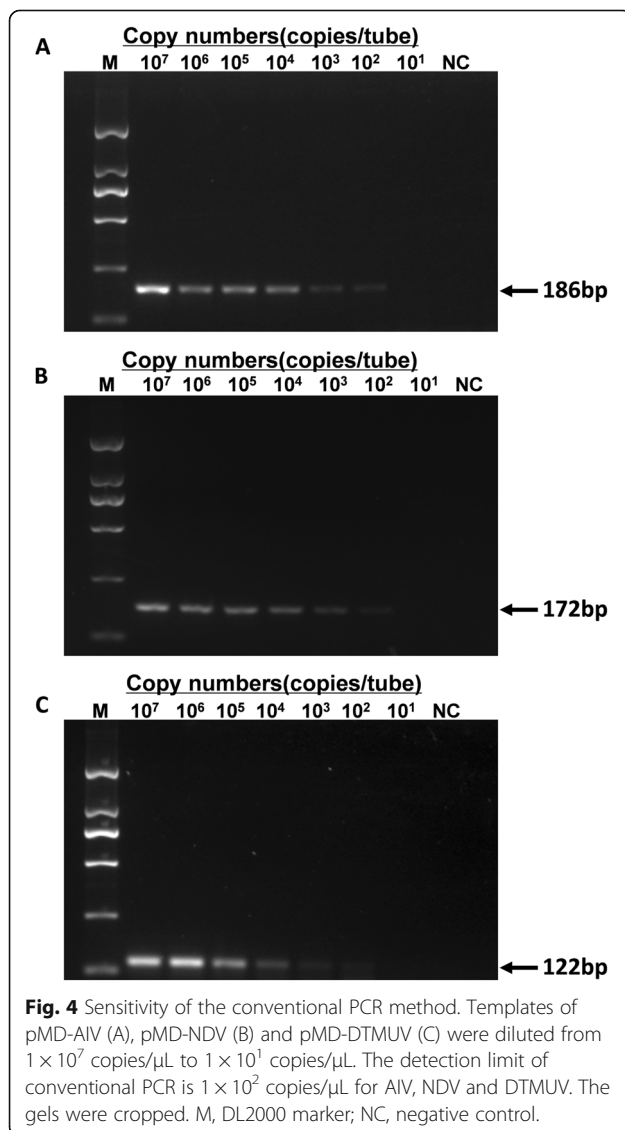 A
Copy numbers(copies/tube)
M 10⁷ 10⁶ 10⁵ 10⁴ 10³ 10² 10¹ NC
186bp
B
Copy numbers(copies/tube)
M 10⁷ 10⁶ 10⁵ 10⁴ 10³ 10² 10¹ NC
172bp
C
Copy numbers(copies/tube)
M 10⁷ 10⁶ 10⁵ 10⁴ 10³ 10² 10¹ NC
122bp
Fig. 4 Sensitivity of the conventional PCR method. Templates of
pMD-AIV (A), pMD-NDV (B) and pMD-DTMUV (C) were diluted from
1 × 10⁷ copies/μL to 1 × 10¹ copies/μL. The detection limit of
conventional PCR is 1 × 10² copies/μL for AIV, NDV and DTMUV. The
gels were cropped. M, DL2000 marker; NC, negative control.